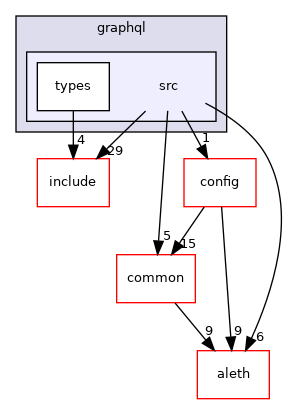 graphql
types
src
4
29
1
include
config
5
15
common
9
9
6
aleth